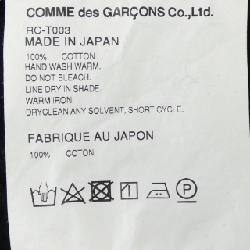 COMME des GARÇONS Co.,Ltd.
RC-T003
MADE IN JAPAN
100% COTTON
HAND WASH WARM.
DO NOT BLEACH.
LINE DRY IN SHADE.
WARM IRON
DRYCLEAN ANY SOLVENT, SHORT CYCLE.
FABRIQUE AU JAPON
100% COTON
P